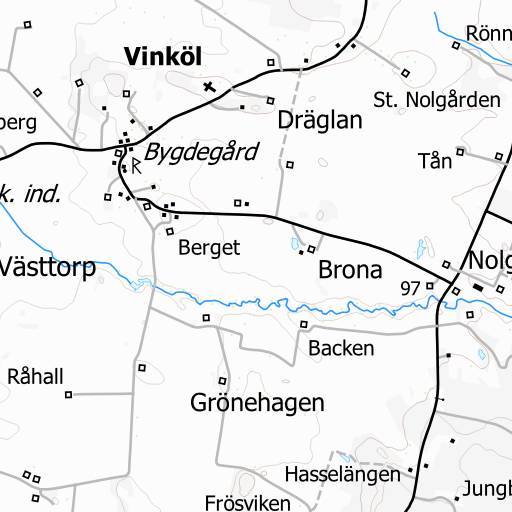 Rönn
Vinköl
St. Nolgården
Dräglan
berg
Bygdegård
Tån
k. ind.
Berget
Nolg
Västtorp
Brona
97
Backen
Råhall
Grönehagen
Hasselängen
Jungb
Frösviken